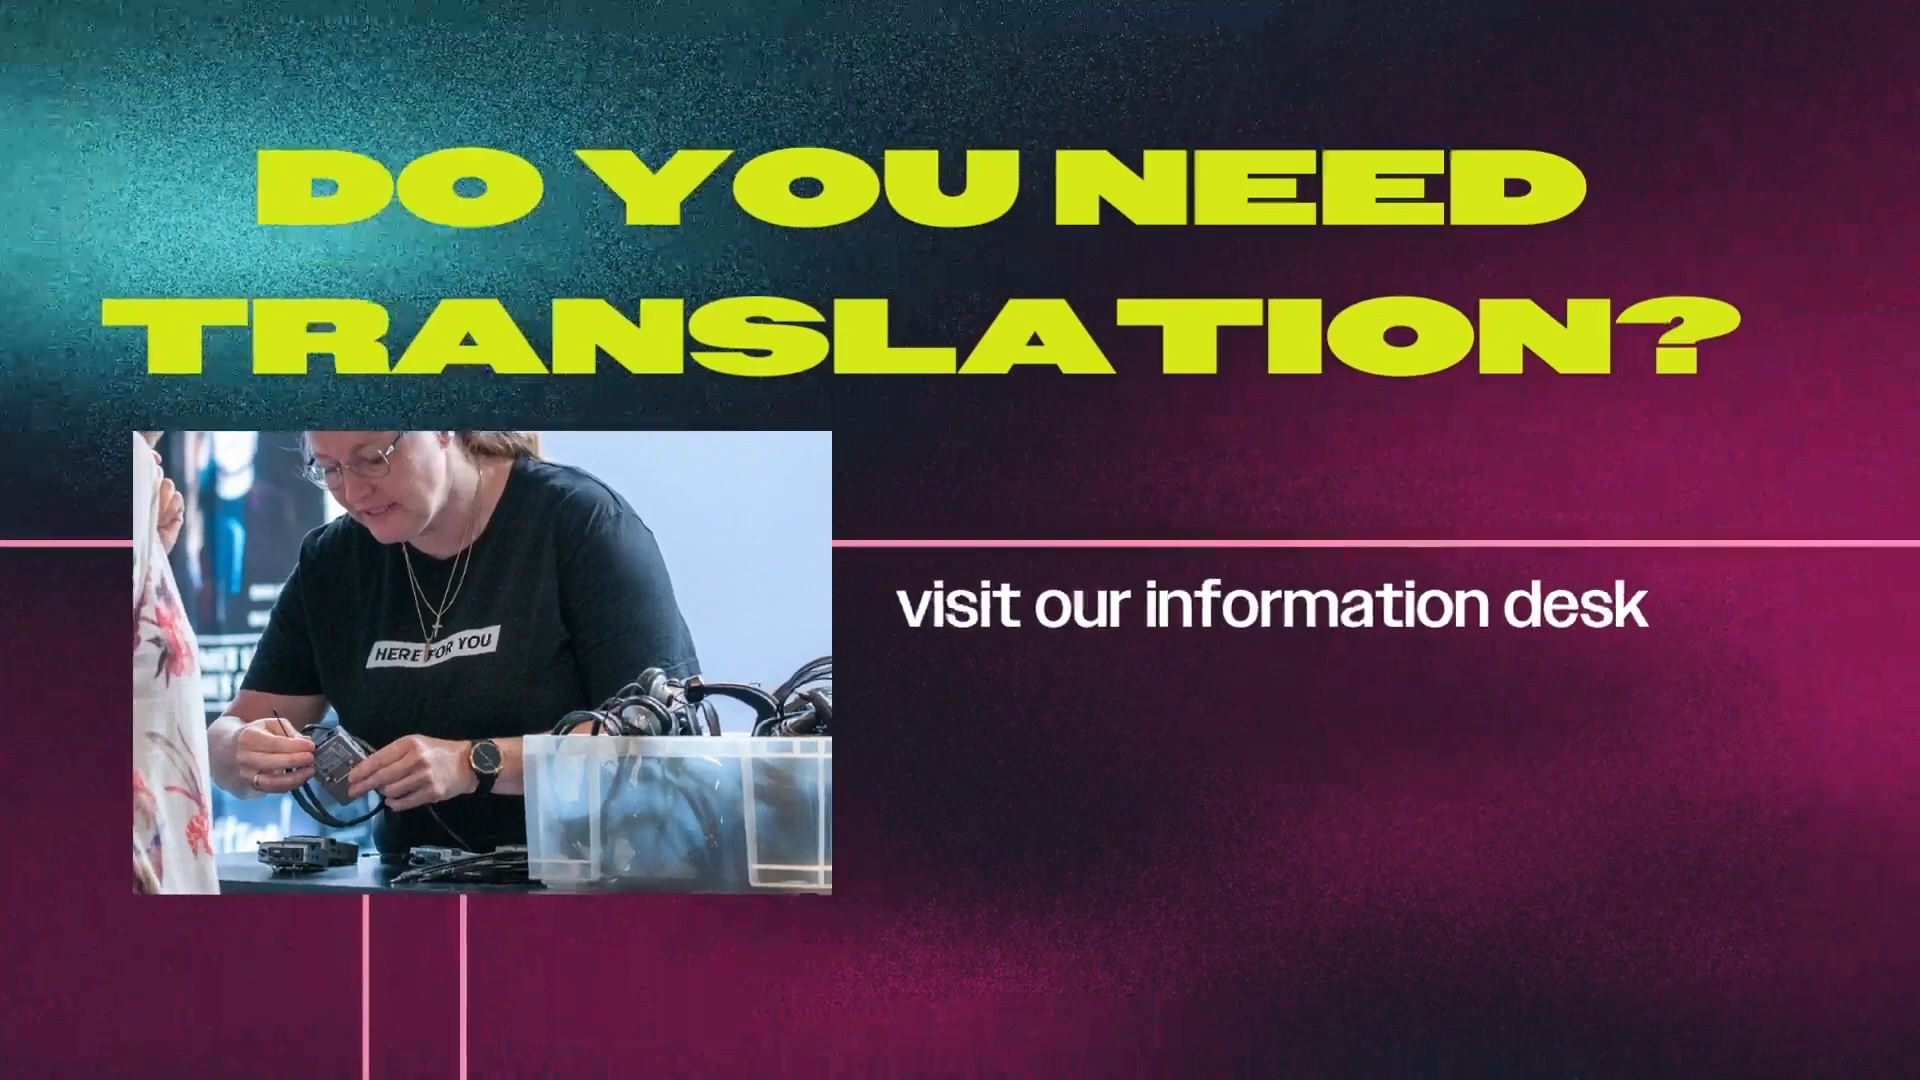 DO YOU NEED
TRANSLATION?
HERE FOR YOU
visit our information desk